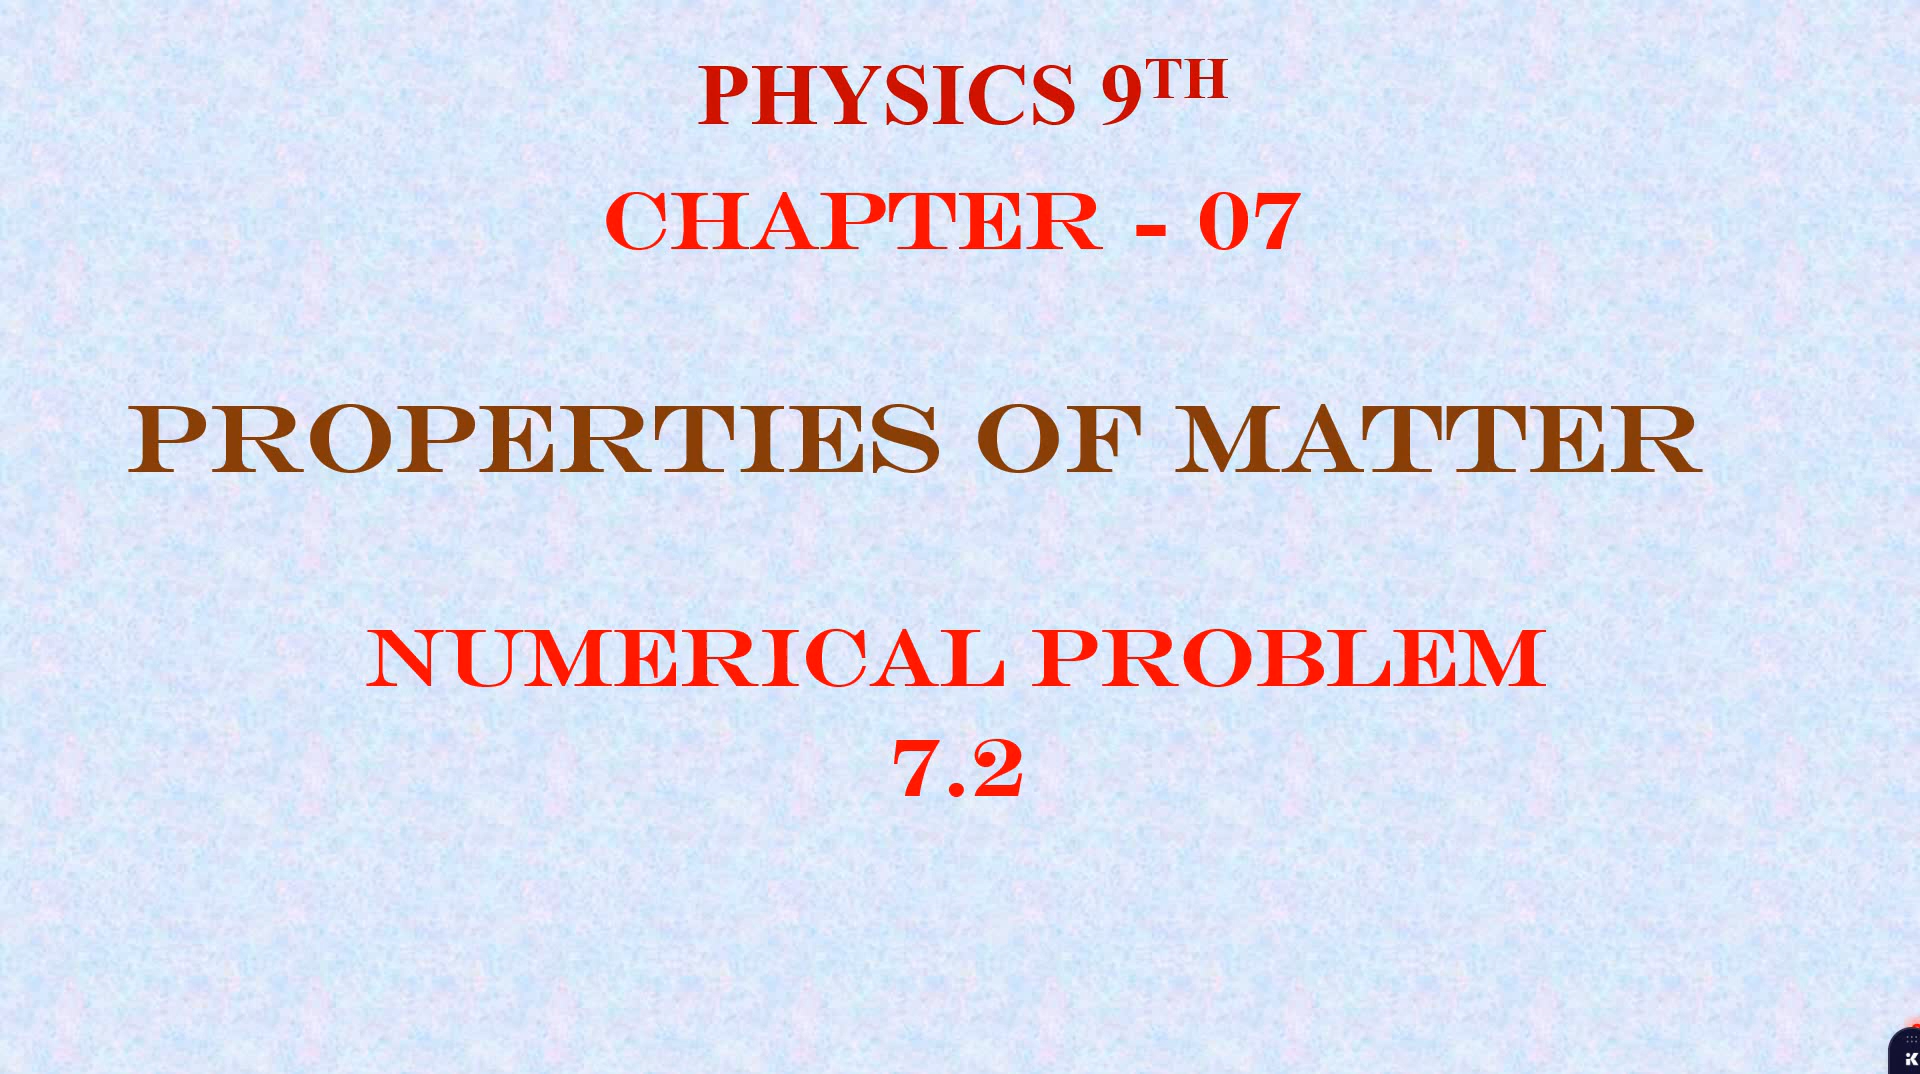 PHYSICS 9TH
CHAPTER - 07
PROPERTIES OF MATTER
NUMERICAL PROBLEM
7.2